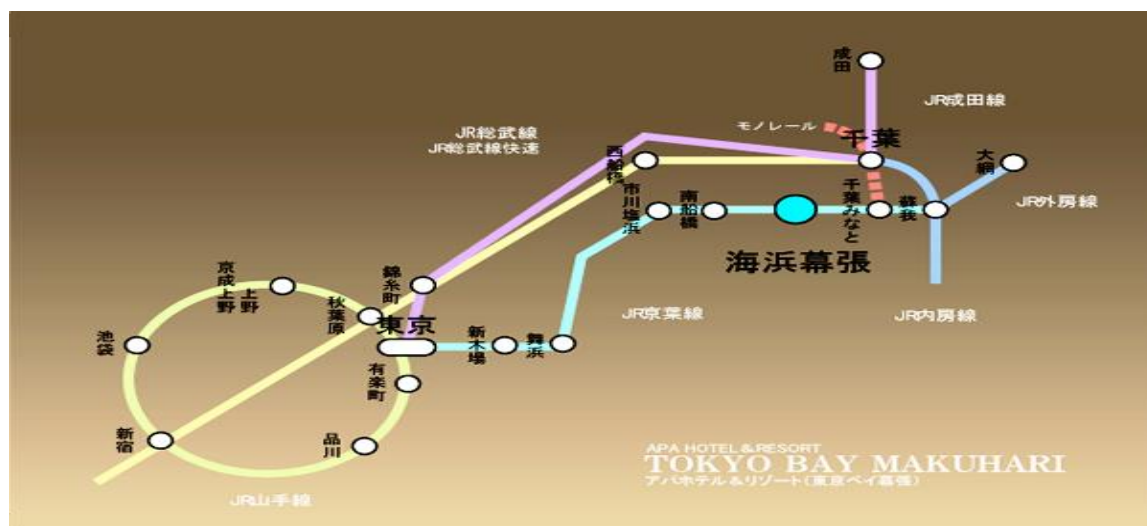 成田
JR成田線
モノレール
千葉
JR総武線
JR総武線快速
西船橋
大網
市川塩浜
南船橋
千葉みなと
蘇我
JR外房線
海浜幕張
京成上野
上野
錦糸町
秋葉原
東京
JR京葉線
JR内房線
池袋
新木場
舞浜
有楽町
新宿
品川
APA HOTEL&RESORT
TOKYO BAY MAKUHARI
アパホテル&リゾート(東京ベイ幕張)
JR山手線